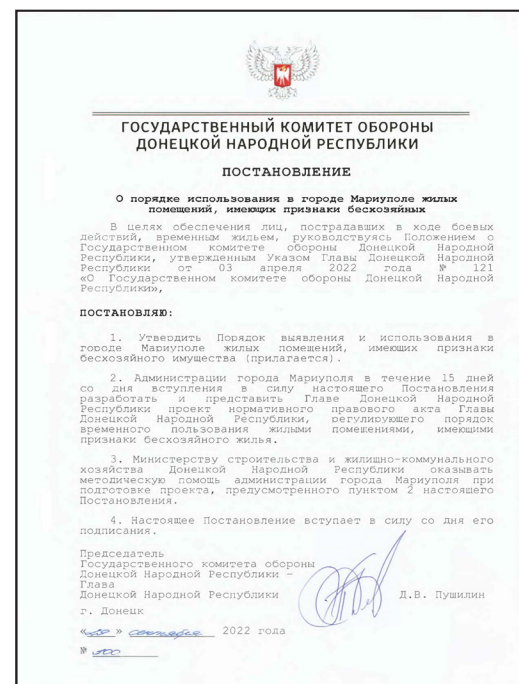 ГОСУДАРСТВЕННЫЙ КОМИТЕТ ОБОРОНЫ
ДОНЕЦКОЙ НАРОДНОЙ РЕСПУБЛИКИ
ПОСТАНОВЛЕНИЕ
О порядке использования в городе Мариуполе жилых
помещений, имеющих признаки бесхозяйных
В целях обеспечения лиц, пострадавших в ходе боевых
действий, временным жильем, руководствуясь Положением о
Государственном комитете обороны Донецкой Народной
Республики, утвержденным Указом Главы Донецкой Народной
Республики от 03 апреля 2022 года № 121
«О Государственном комитете обороны Донецкой Народной
Республики»,
ПОСТАНОВЛЯЮ:
1. Утвердить Порядок выявления и использования в
городе Мариуполе жилых помещений, имеющих признаки
бесхозяйного имущества (прилагается).
2. Администрации города Мариуполя в течение 15 дней
со дня вступления в силу настоящего Постановления
разработать и представить Главе Донецкой Народной
Республики проект нормативного правового акта Главы
Донецкой Народной Республики, регулирующего порядок
временного пользования жилыми помещениями, имеющими
признаки бесхозяйного жилья.
3. Министерству строительства и жилищно-коммунального
хозяйства Донецкой Народной Республики оказывать
методическую помощь администрации города Мариуполя при
подготовке проекта, предусмотренного пунктом 2 настоящего
Постановления.
4. Настоящее Постановление вступает в силу со дня его
подписания.
Председатель
Государственного комитета обороны
Донецкой Народной Республики –
Глава
Донецкой Народной Республики Д.В. Пушилин
г. Донецк
« » сентября 2022 года
№